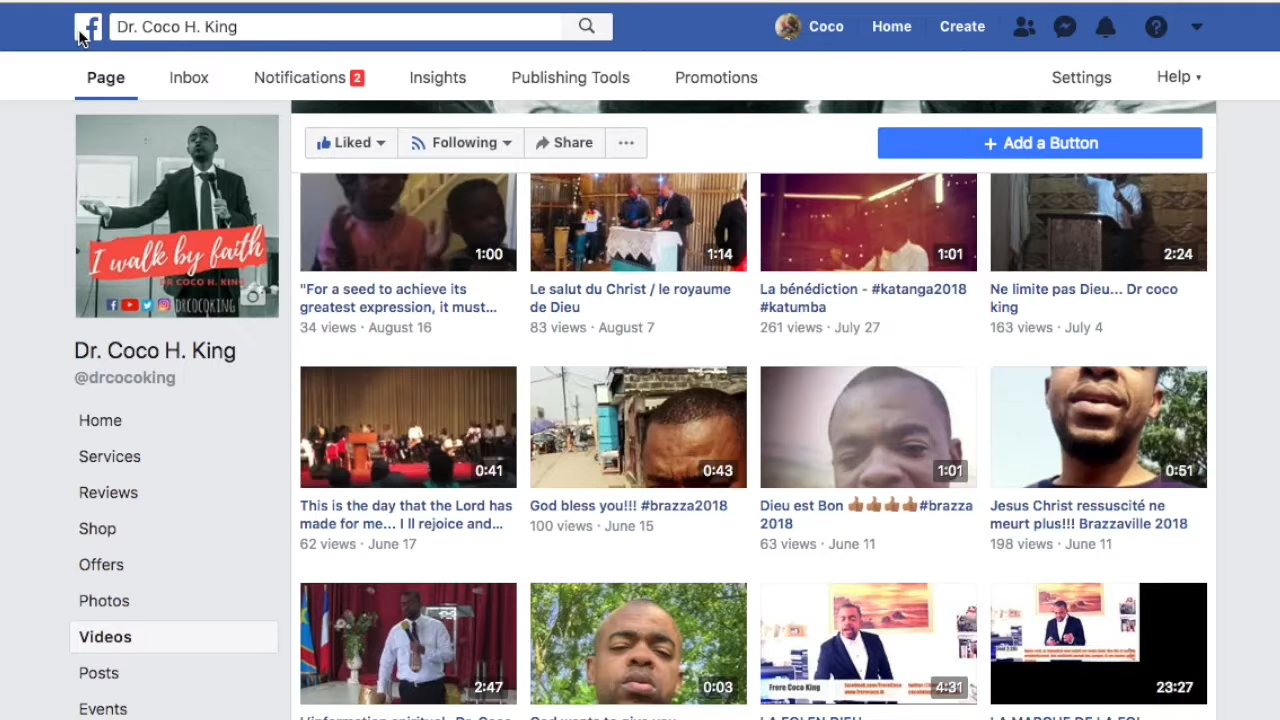 Dr. Coco H. King
Coco
Home
Create
Page
Inbox
Notifications 2
Insights
Publishing Tools
Promotions
Settings
Help
I walk by faith
DR COCO H. KING
DRCOCOKING
Dr. Coco H. King
@drcocoking
Home
Services
Reviews
Shop
Offers
Photos
Videos
Posts
Events
Liked
Following
Share
+ Add a Button
1:00
1:14
1:01
2:24
"For a seed to achieve its
greatest expression, it must...
34 views · August 16
Le salut du Christ / le royaume
de Dieu
83 views · August 7
La bénédiction - #katanga2018
#katumba
261 views · July 27
Ne limite pas Dieu... Dr coco
king
163 views · July 4
0:41
0:43
1:01
0:51
This is the day that the Lord has
made for me... I ll rejoice and...
62 views · June 17
God bless you!!! #brazza2018
100 views · June 15
Dieu est Bon 👍🏾👍🏾👍🏾👍🏾#brazza
2018
63 views · June 11
Jesus Christ ressuscité ne
meurt plus!!! Brazzaville 2018
198 views · June 11
2:47
0:03
Frere Coco King
4:31
23:27